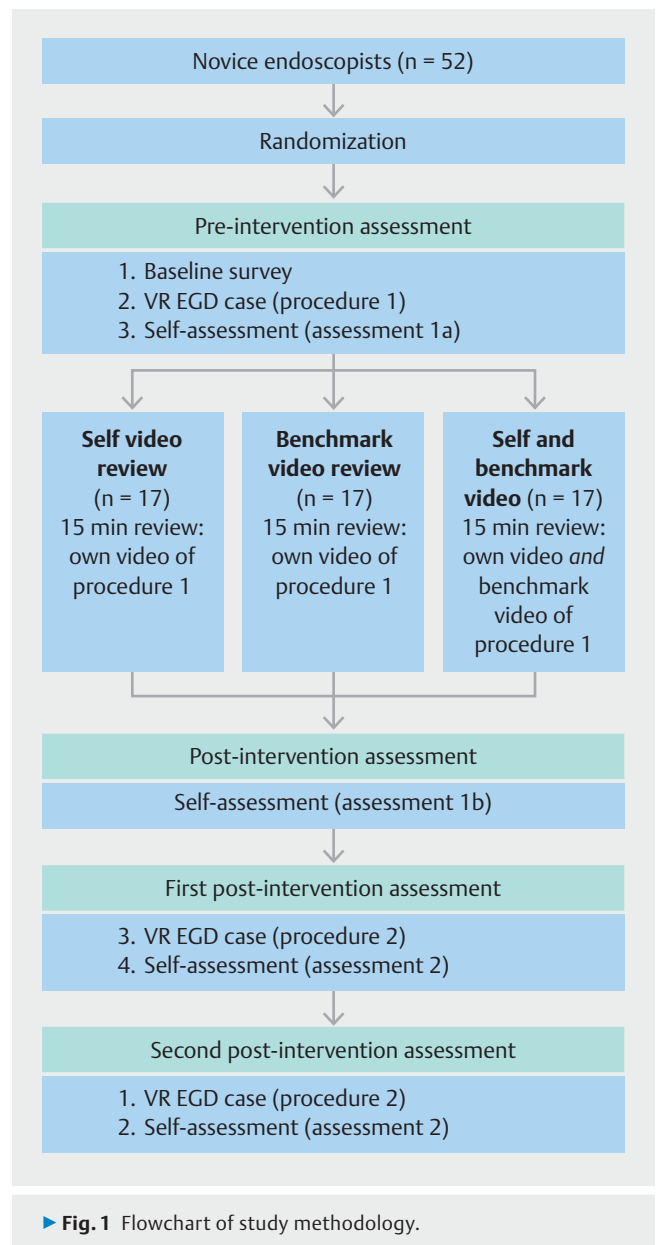 Novice endoscopists (n = 52)
Randomization
Pre-intervention assessment
1. Baseline survey
2. VR EGD case (procedure 1)
3. Self-assessment (assessment 1a)
Self video
review
(n = 17)
15 min review:
own video of
procedure 1
Benchmark
video review
(n = 17)
15 min review:
own video of
procedure 1
Self and
benchmark
video (n = 17)
15 min review:
own video and
benchmark
video of
procedure 1
Post-intervention assessment
Self-assessment (assessment 1b)
First post-intervention assessment
3. VR EGD case (procedure 2)
4. Self-assessment (assessment 2)
Second post-intervention assessment
1. VR EGD case (procedure 2)
2. Self-assessment (assessment 2)
▶ Fig. 1 Flowchart of study methodology.